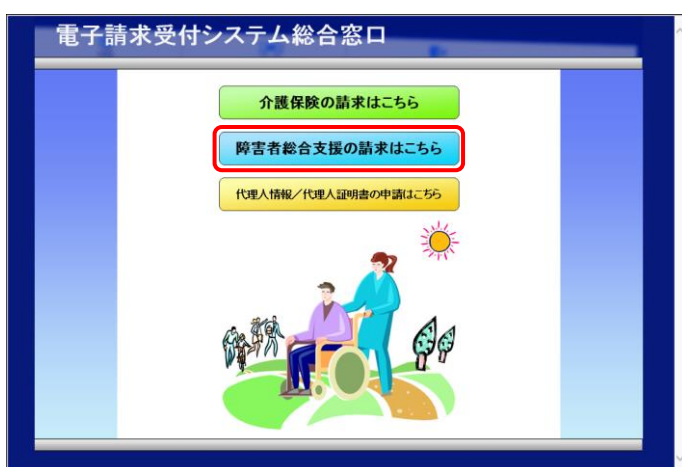 電子請求受付システム総合窓口
介護保険の請求はこちら
障害者総合支援の請求はこちら
代理人情報／代理人証明書の申請はこちら